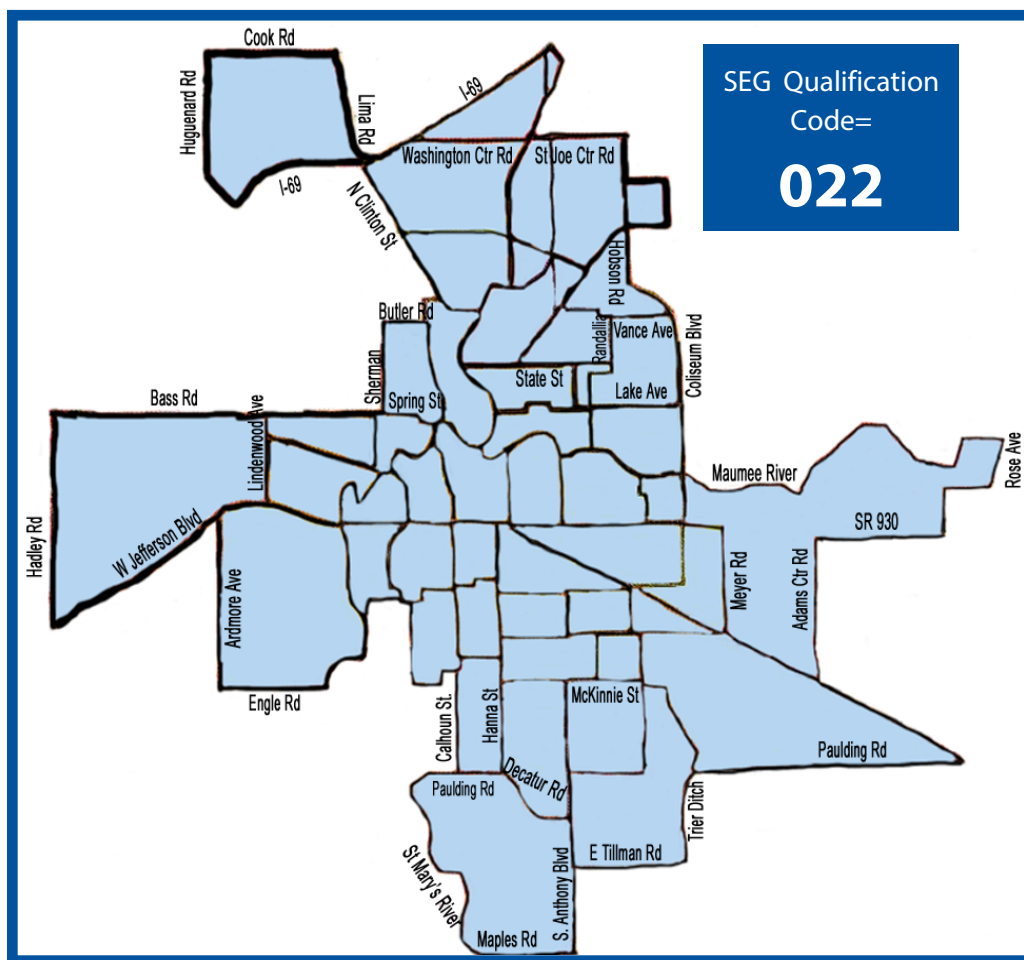 Cook Rd
SEG Qualification
Code=
022
Huguenard Rd
Lima Rd
I-69
Washington Ctr Rd
St Joe Ctr Rd
I-69
N Clinton St
Hobson Rd
Butler Rd
Vance Ave
Randallia
Coliseum Blvd
Sherman
State St
Lake Ave
Spring St
Bass Rd
Lindenwood Ave
Maumee River
Rose Ave
Hadley Rd
W Jefferson Blvd
SR 930
Ardmore Ave
Meyer Rd
Adams Ctr Rd
Engle Rd
Calhoun St.
Hanna St
McKinnie St
Paulding Rd
Decatur Rd
Paulding Rd
Trier Ditch
St Mary's River
S. Anthony Blvd
E Tillman Rd
Maples Rd